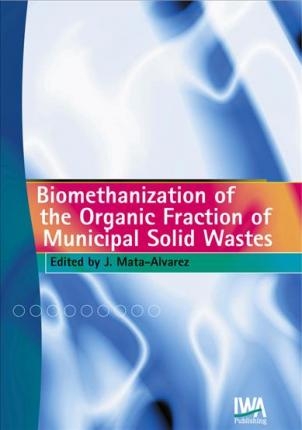 Biomethanization of
the Organic Fraction of
Municipal Solid Wastes
Edited by J. Mata-Alvarez
IWA
Publishing